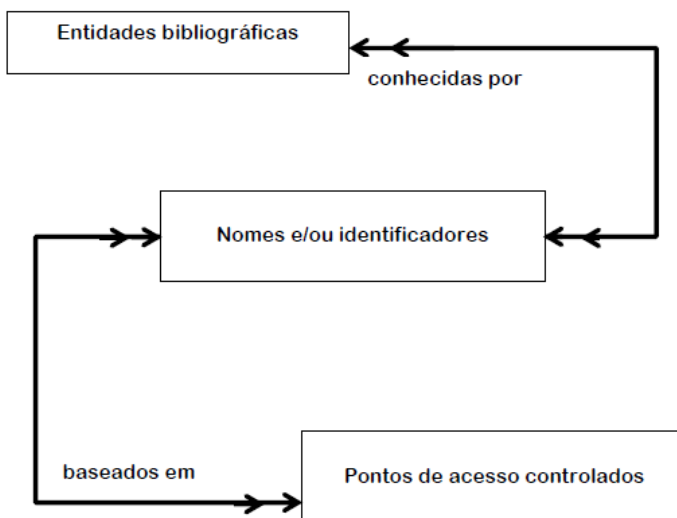 Entidades bibliográficas
conhecidas por
Nomes e/ou identificadores
baseados em
Pontos de acesso controlados